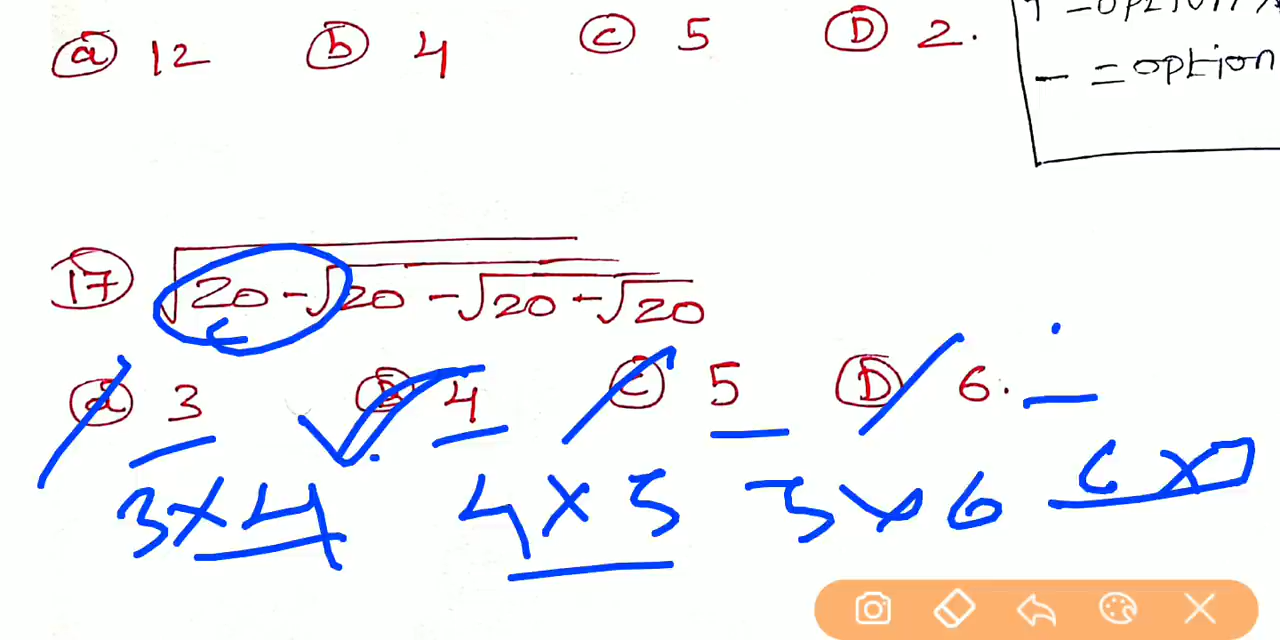 (a) 12 (b) 4 (c) 5 (D) 2.
- = option
(17) √20 - √20 - √20 - √20
(a) 3 (B) 4 (C) 5 (D) 6.
3 × 4 4 × 5 5 × 6 6 × 7